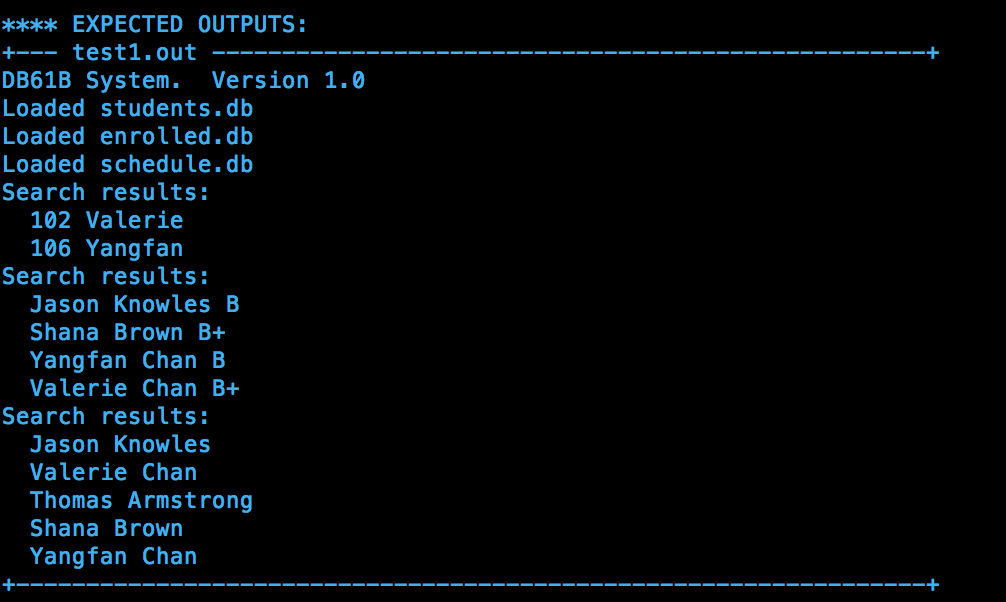 **** EXPECTED OUTPUTS:
+--- test1.out ---------------------------------------------------+
DB61B System.  Version 1.0
Loaded students.db
Loaded enrolled.db
Loaded schedule.db
Search results:
  102 Valerie
  106 Yangfan
Search results:
  Jason Knowles B
  Shana Brown B+
  Yangfan Chan B
  Valerie Chan B+
Search results:
  Jason Knowles
  Valerie Chan
  Thomas Armstrong
  Shana Brown
  Yangfan Chan
+-----------------------------------------------------------------+